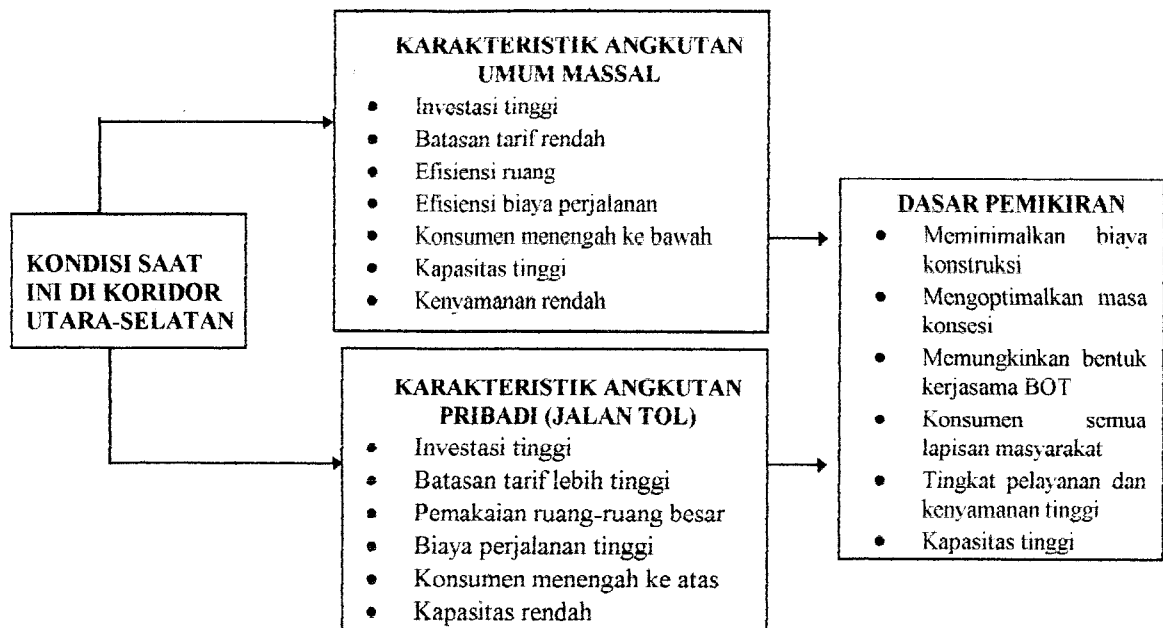 KONDISI SAAT
INI DI KORIDOR
UTARA-SELATAN
KARAKTERISTIK ANGKUTAN
UMUM MASSAL
• Investasi tinggi
• Batasan tarif rendah
• Efisiensi ruang
• Efisiensi biaya perjalanan
• Konsumen menengah ke bawah
• Kapasitas tinggi
• Kenyamanan rendah
KARAKTERISTIK ANGKUTAN
PRIBADI (JALAN TOL)
• Investasi tinggi
• Batasan tarif lebih tinggi
• Pemakaian ruang-ruang besar
• Biaya perjalanan tinggi
• Konsumen menengah ke atas
• Kapasitas rendah
DASAR PEMIKIRAN
• Meminimalkan biaya
konstruksi
• Mengoptimalkan masa
konsesi
• Memungkinkan bentuk
kerjasama BOT
• Konsumen semua
lapisan masyarakat
• Tingkat pelayanan dan
kenyamanan tinggi
• Kapasitas tinggi